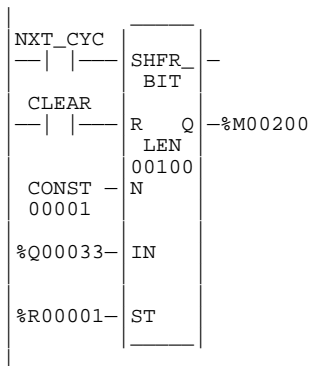 NXT_CYC
SHFR_
BIT
CLEAR
R Q %M00200
LEN
00100
CONST N
00001
%Q00033 IN
%R00001 ST